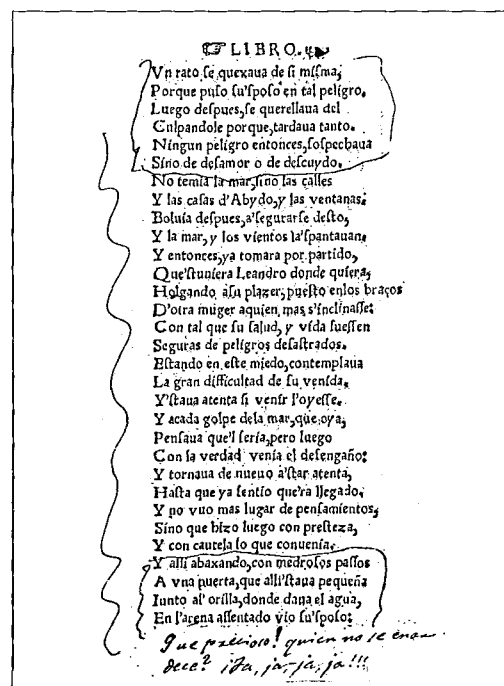 ☞ LIBRO.
Vn rato ſe quexaua de ſi miſma,
Porque puſo ſu'ſpoſo en tal peligro.
Luego deſpues, ſe querellaua del
Culpandole porque, tardaua tanto.
Ningun peligro entonces, ſoſpechaua
Sino de deſamor o de deſcuydo.
No temia la mar, ſino las calles
Y las caſas d'Abydo, y las ventanas:
Boluia deſpues, a ſegurarſe deſto,
Y la mar, y los vientos la'ſpantauan.
Y entonces, ya tomara por partido,
Que'ſtuuiera Leandro donde quiera,
Holgando aſu plazer, pueſto enlos braços
D'otra muger aquien, mas s'inclinaſſe:
Con tal que ſu ſalud, y vida fueſſen
Seguras de peligros deſaſtrados.
Eſtando en eſte miedo, contemplaua
La gran difficultad de ſu venida.
Y'ſtaua atenta ſi venir l'oyeſſe.
Y acada golpe dela mar, que, oya,
Penſaua que'l ſeria, pero luego
Con la verdad venia el deſengaño:
Y tornaua de nueuo a'ſtar atenta,
Haſta que ya ſentio que'ra llegado.
Y no vuo mas lugar de penſamientos,
Sino que hizo luego con preſteza,
Y con cautela lo que conuenia.
Y alli abaxando, con medroſos paſſos
A vna puerta, que alli'ſtaua pequeña
Iunto al'orilla, donde daua el agua,
En l'arena aſſentado vio ſu'ſpoſo:
Que precioso! quien no se enar-
dece? ¡Ja, ja, ja, ja!!!